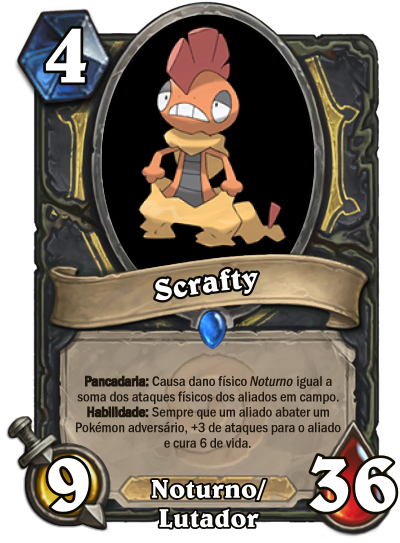 4
Scrafty
Pancadaria: Causa dano físico Noturno igual a
soma dos ataques físicos dos aliados em campo.
Habilidade: Sempre que um aliado abater um
Pokémon adversário, +3 de ataques para o aliado
e cura 6 de vida.
9
Noturno/
Lutador
36